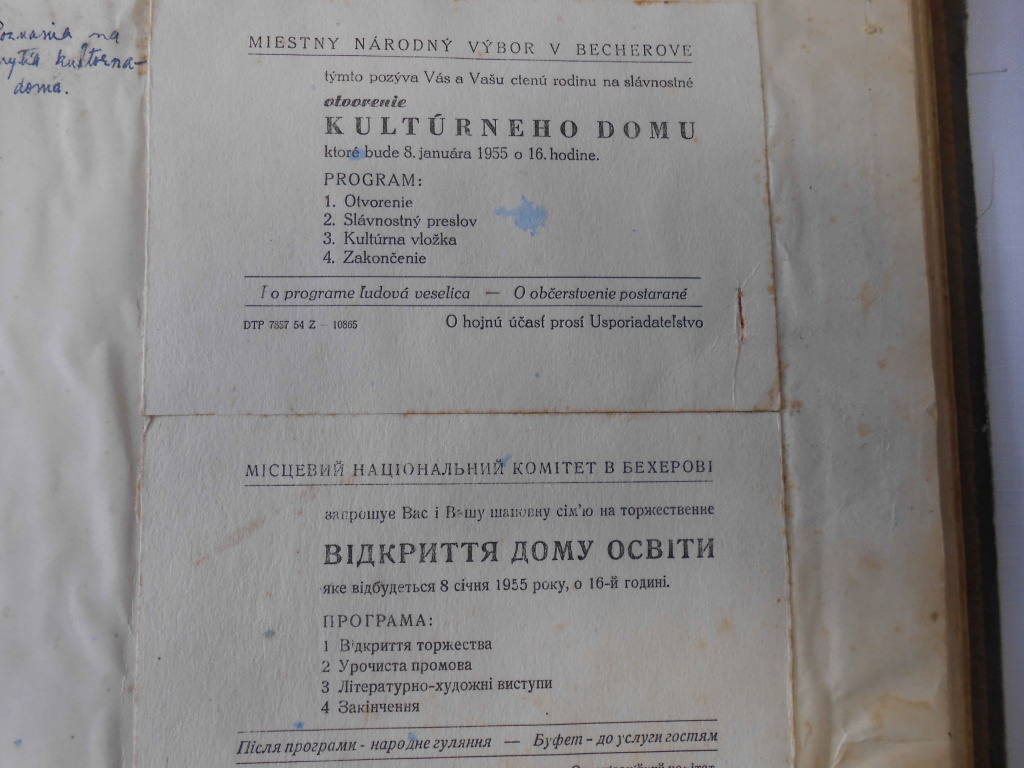 na
kultorna-
doma.
MIESTNY NÁRODNÝ VÝBOR V BECHEROVE
týmto pozýva Vás a Vašu ctenú rodinu na slávnostné
otvorenie
KULTÚRNEHO DOMU
ktoré bude 8. januára 1955 o 16. hodine.
PROGRAM:
1. Otvorenie
2. Slávnostný preslov
3. Kultúrna vložka
4. Zakončenie
o programe ľudová veselica — O občerstvenie postarané
DTP 7857 54 Z — 10865 O hojnú účasť prosí Usporiadateľstvo
МІСЦЕВИЙ НАЦІОНАЛЬНИЙ КОМІТЕТ В БЕХЕРОВІ
запрошує Вас і Вашу шановну сім'ю на торжественне
ВІДКРИТТЯ ДОМУ ОСВІТИ
яке відбудеться 8 січня 1955 року, о 16-й годині.
ПРОГРАМА:
1 Відкриття торжества
2 Урочиста промова
3 Літературно-художні виступи
4 Закінчення
Після програми - народне гуляння — Буфет - до услуги гостям